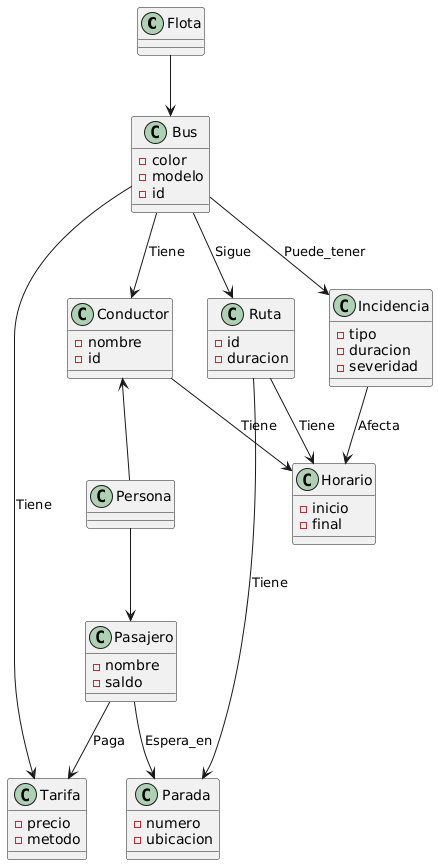 C Flota
C Bus
color
modelo
id
Tiene
Sigue
Puede_tener
C Conductor
nombre
id
C Ruta
id
duracion
C Incidencia
tipo
duracion
severidad
Tiene
Tiene
Afecta
C Persona
C Horario
inicio
final
Tiene
Tiene
C Pasajero
nombre
saldo
Paga
Espera_en
C Tarifa
precio
metodo
C Parada
numero
ubicacion